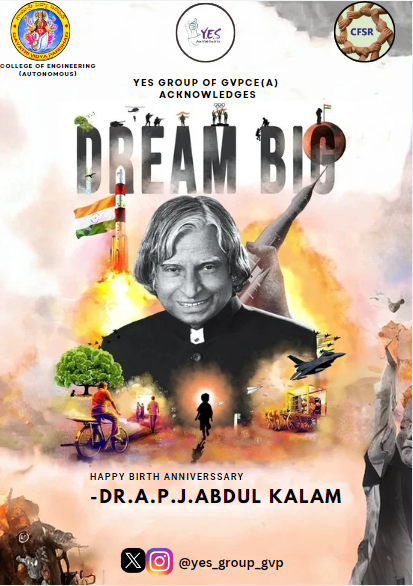 COLLEGE OF ENGINEERING
(AUTONOMOUS)
YES
CFSR
YES GROUP OF GVPCE(A)
ACKNOWLEDGES
DREAM BIG
HAPPY BIRTH ANNIVERSSARY
-DR.A.P.J.ABDUL KALAM
@yes_group_gvp